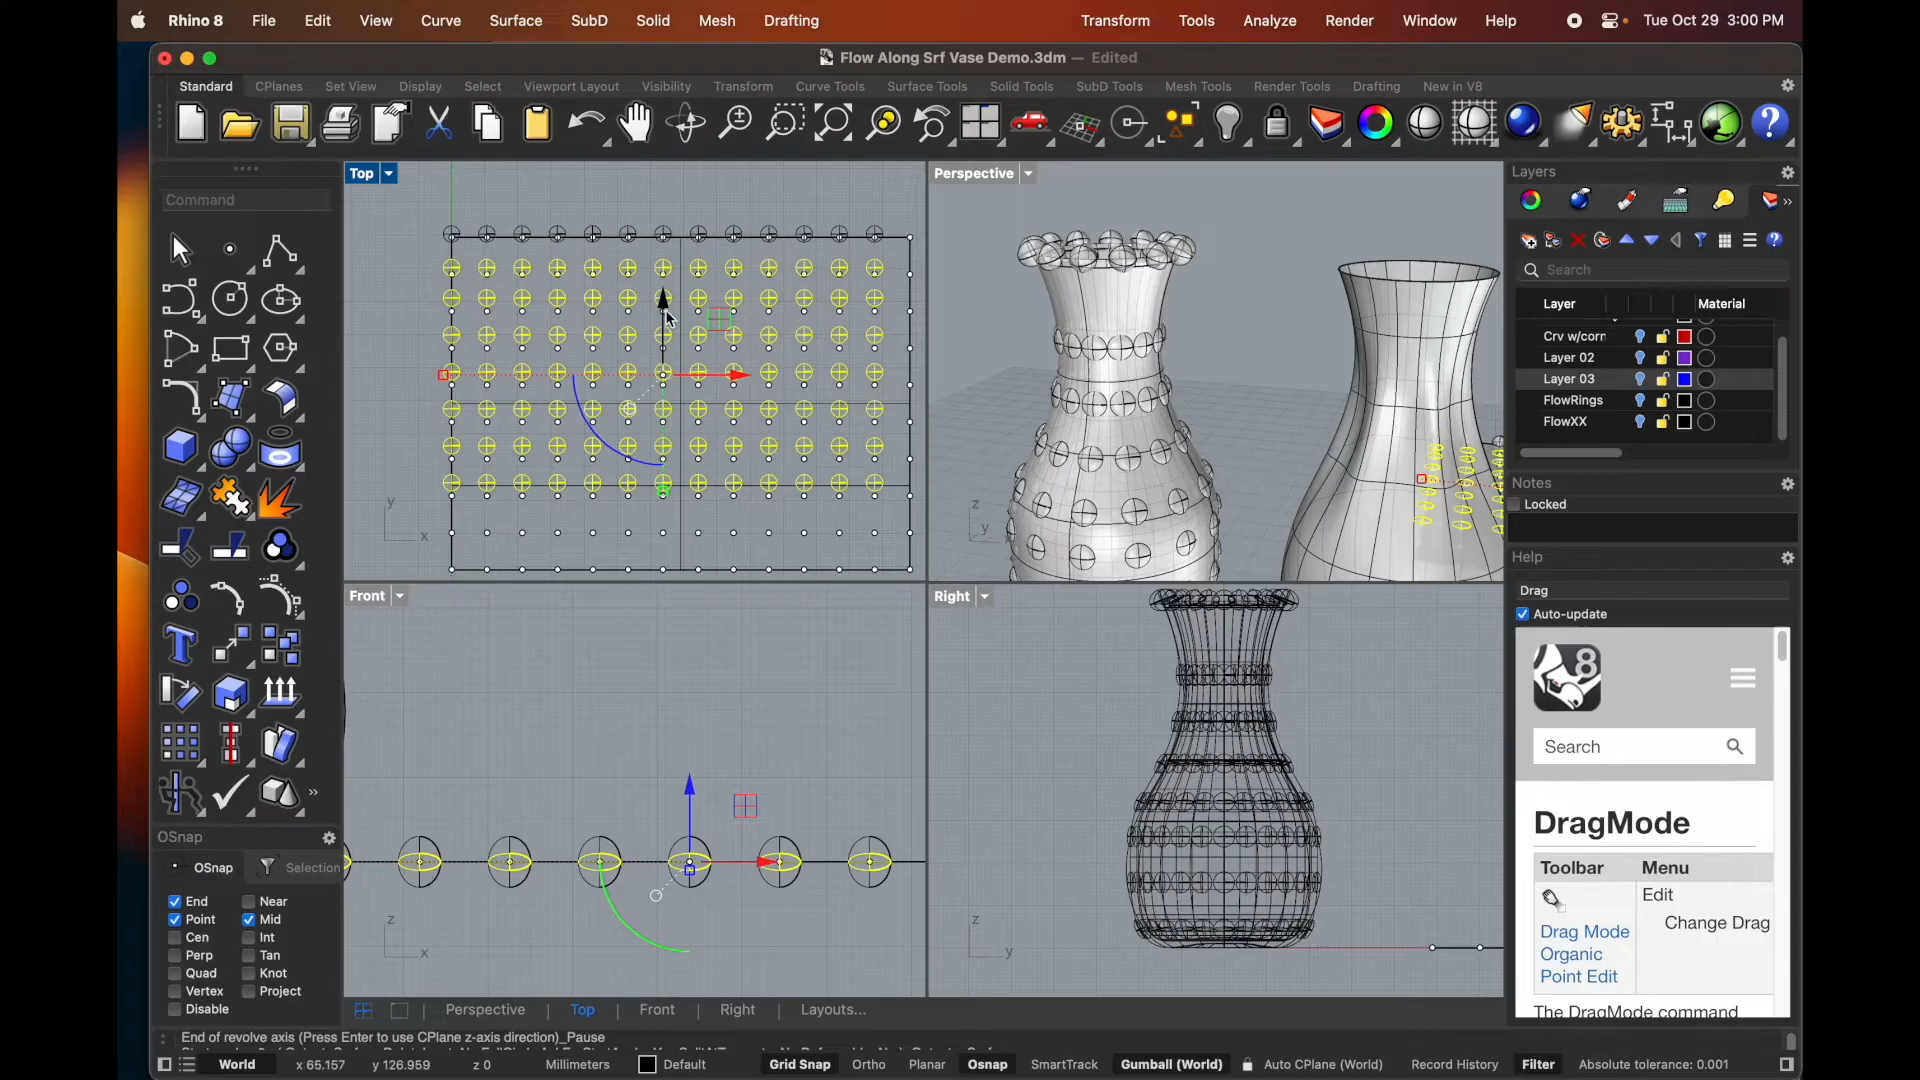 Rhino 8 File Edit View Curve Surface SubD Solid Mesh Drafting Transform Tools Analyze Render Window Help Tue Oct 29 3:00 PM
Flow Along Srf Vase Demo.3dm — Edited
Standard CPlanes Set View Display Select Viewport Layout Visibility Transform Curve Tools Surface Tools Solid Tools SubD Tools Mesh Tools Render Tools Drafting New in V8
Command
Top
y
x
Perspective
z
y
Front
z
x
Right
z
y
Layers
Search
Layer Material
Crv w/corn
Layer 02
Layer 03
FlowRings
FlowXX
Notes
Locked
Help
Drag
Auto-update
8
Search
DragMode
Toolbar Menu
Edit
Change Drag
Drag Mode
Organic
Point Edit
The DragMode command
OSnap
OSnap Selection
End Near
Point Mid
Cen Int
Perp Tan
Quad Knot
Vertex Project
Disable
Perspective Top Front Right Layouts...
End of revolve axis (Press Enter to use CPlane z-axis direction)_Pause
World x 65.157 y 126.959 z 0 Millimeters Default Grid Snap Ortho Planar Osnap SmartTrack Gumball (World) Auto CPlane (World) Record History Filter Absolute tolerance: 0.001